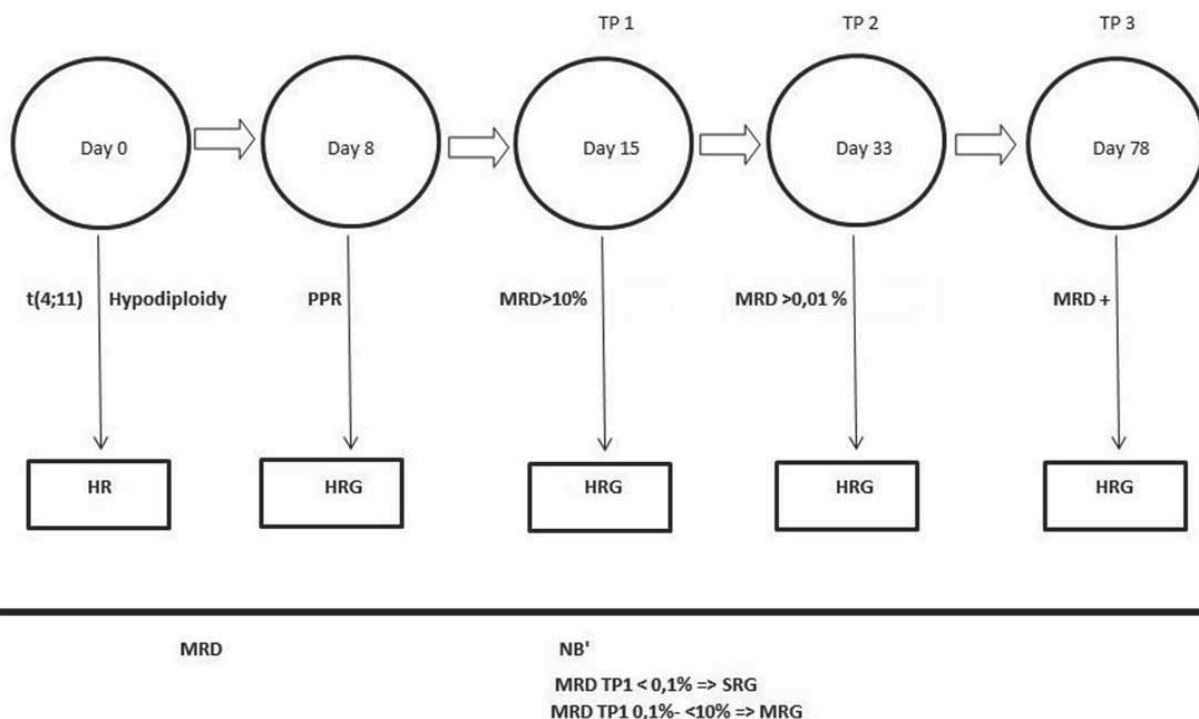 TP 1 TP 2 TP 3
Day 0 Day 8 Day 15 Day 33 Day 78
t(4;11) Hypodiploidy PPR MRD>10% MRD >0,01 % MRD +
HR HRG HRG HRG HRG
MRD NB'
MRD TP1 < 0,1% => SRG
MRD TP1 0,1%- <10% => MRG